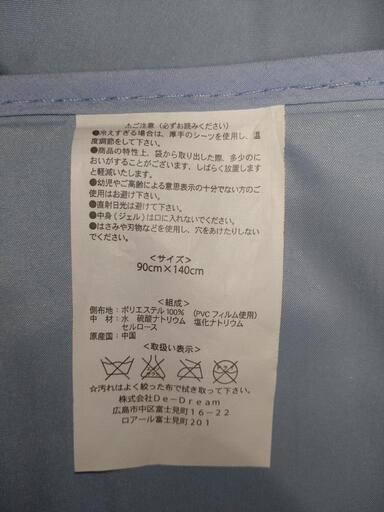 ⚠ご注意（必ずお読みください）
●冷えすぎる場合は、厚手のシーツを使用し、温
度調節をして下さい。
●商品の特性上、袋から取り出した際、多少のに
おいがすることがございます、しばらく放置します
と軽減いたします。
●幼児やご高齢による意思表示の十分でない方のご
使用はお避け下さい。
●直射日光は避けて下さい。
●中身（ジェル）は口に入れないでください。
●はさみや刃物などを使用し、穴をあけたりしない
でください。
＜サイズ＞
90cm×140cm
＜組成＞
側布地：ポリエステル100％（PVCフィルム使用）
中　材：水　硫酸ナトリウム　塩化ナトリウム
セルロース
原産国：中国
＜取扱い表示＞
☆汚れはよく絞った布で拭き取って下さい。
株式会社De-Dream
広島市中区富士見町16-22
ロアール富士見町201